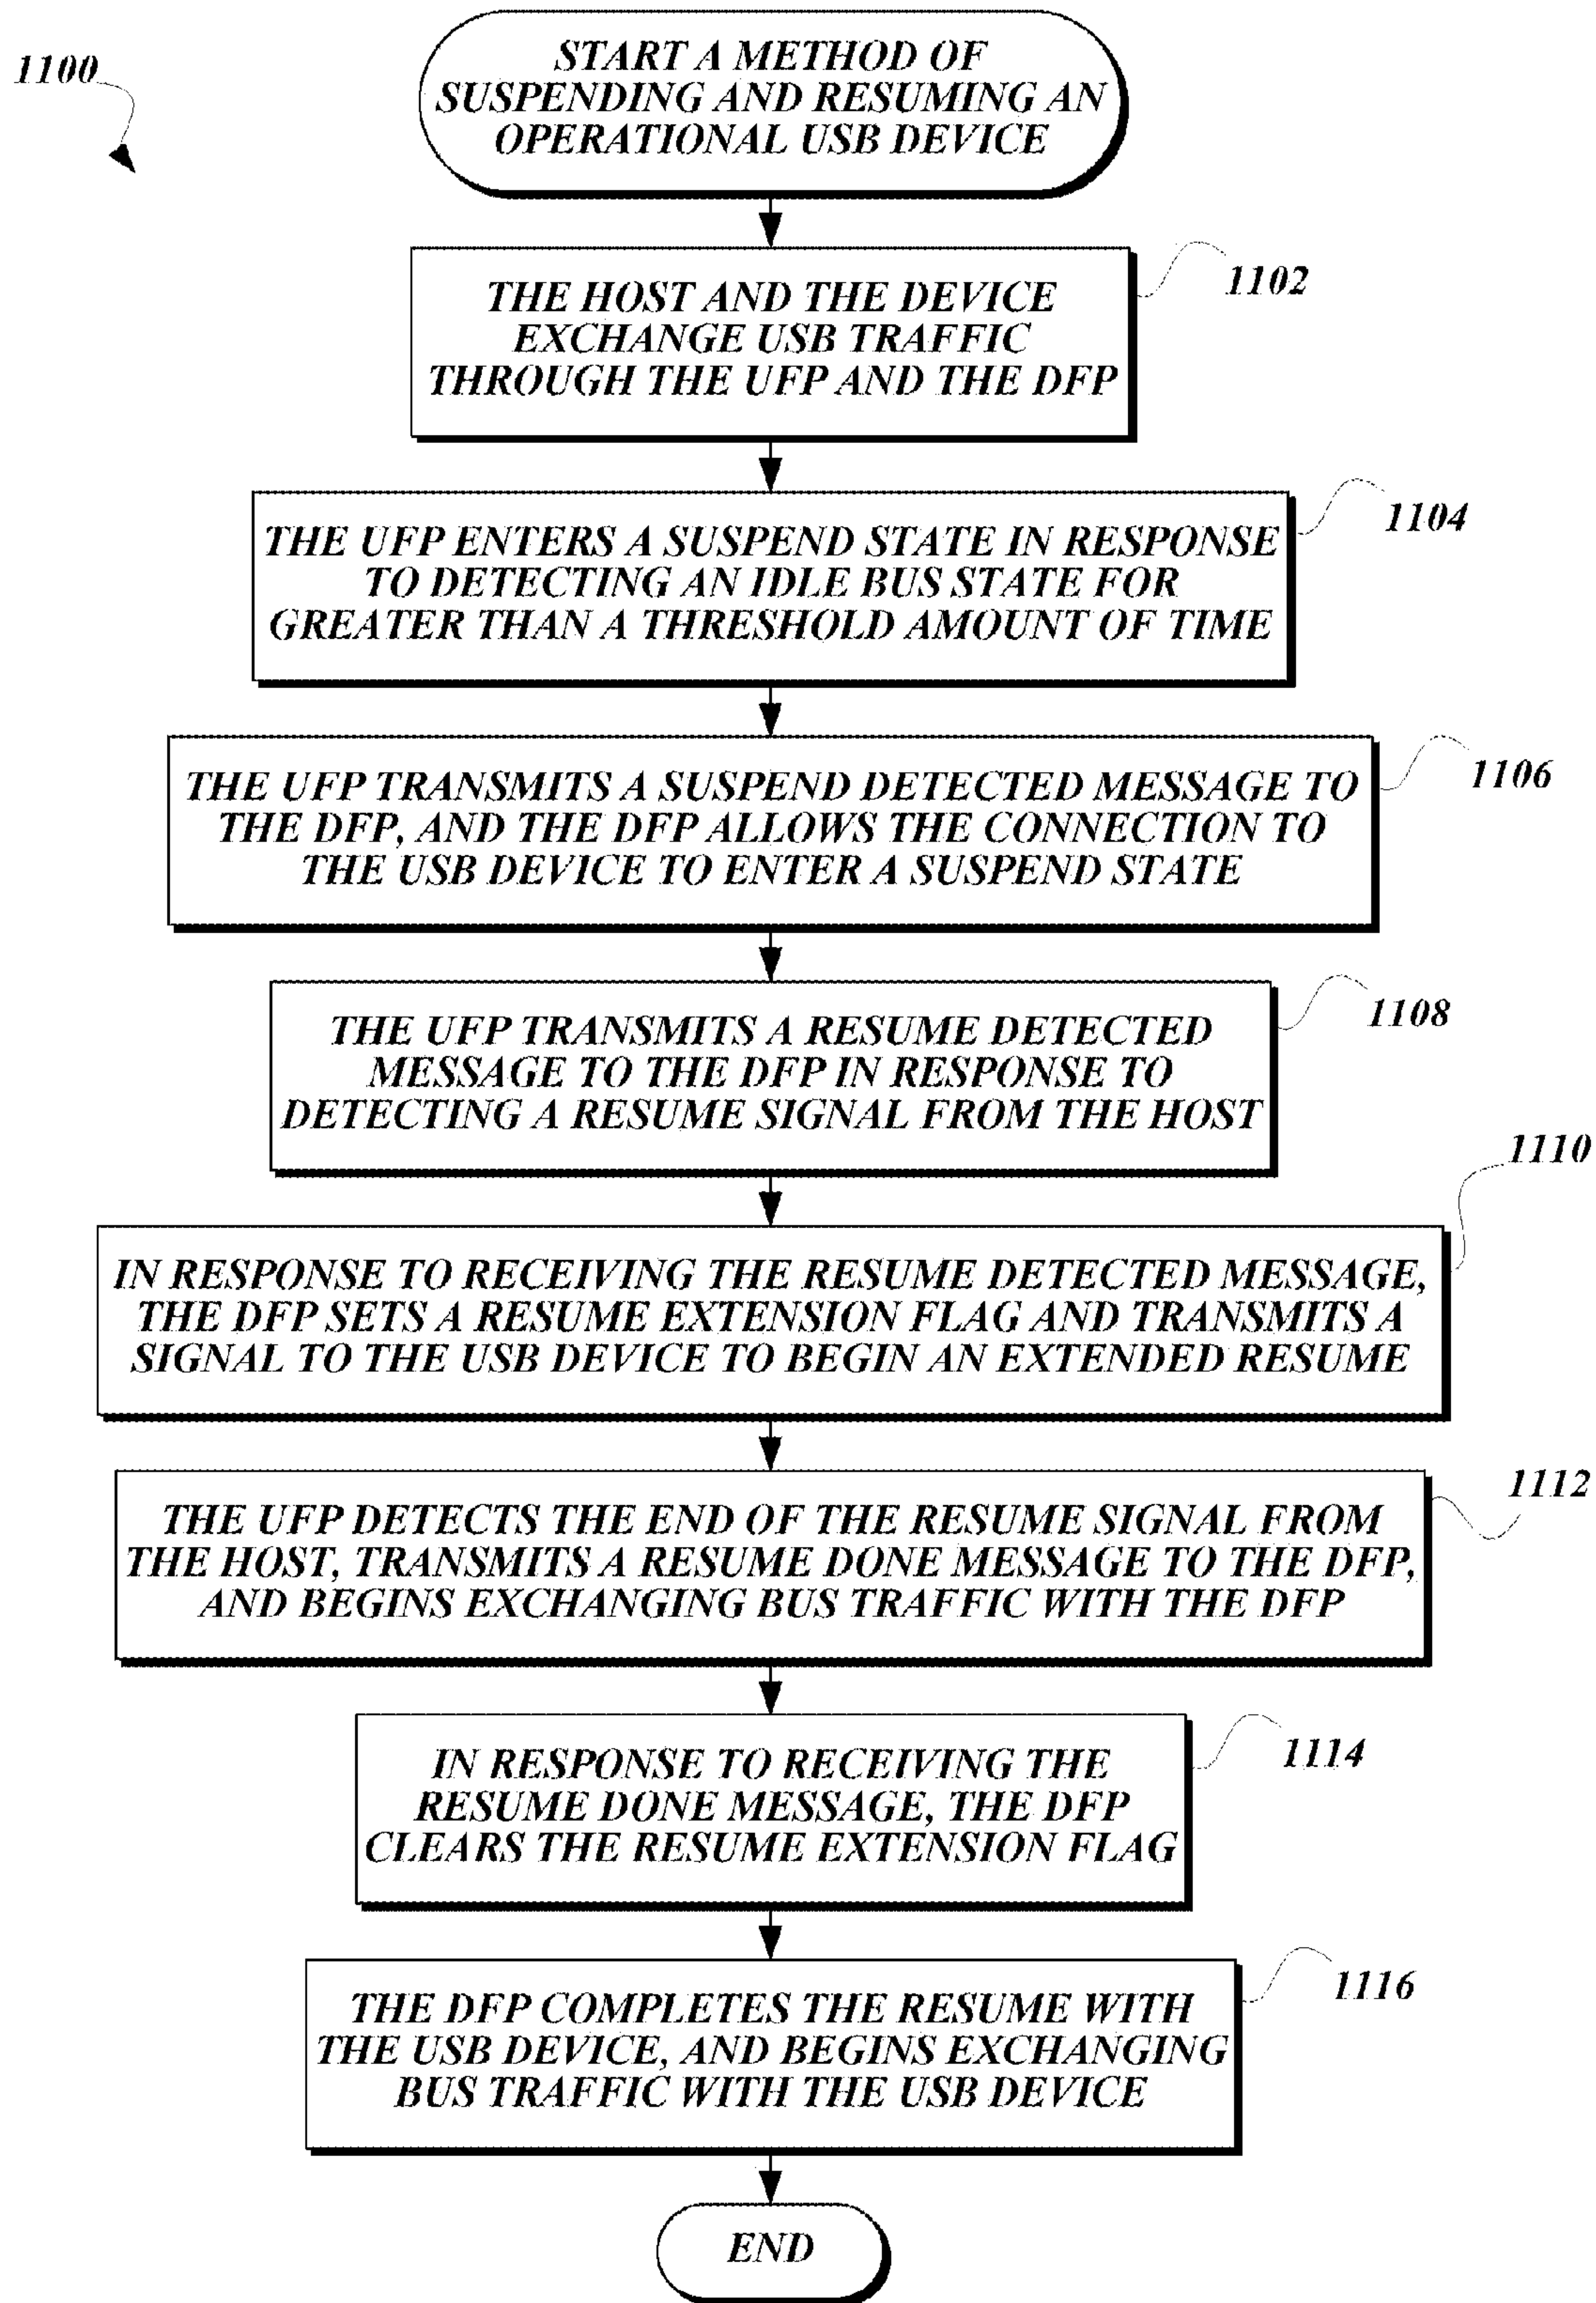 1100
START A METHOD OF
SUSPENDING AND RESUMING AN
OPERATIONAL USB DEVICE
1102
THE HOST AND THE DEVICE
EXCHANGE USB TRAFFIC
THROUGH THE UFP AND THE DFP
1104
THE UFP ENTERS A SUSPEND STATE IN RESPONSE
TO DETECTING AN IDLE BUS STATE FOR
GREATER THAN A THRESHOLD AMOUNT OF TIME
1106
THE UFP TRANSMITS A SUSPEND DETECTED MESSAGE TO
THE DFP, AND THE DFP ALLOWS THE CONNECTION TO
THE USB DEVICE TO ENTER A SUSPEND STATE
1108
THE UFP TRANSMITS A RESUME DETECTED
MESSAGE TO THE DFP IN RESPONSE TO
DETECTING A RESUME SIGNAL FROM THE HOST
1110
IN RESPONSE TO RECEIVING THE RESUME DETECTED MESSAGE,
THE DFP SETS A RESUME EXTENSION FLAG AND TRANSMITS A
SIGNAL TO THE USB DEVICE TO BEGIN AN EXTENDED RESUME
1112
THE UFP DETECTS THE END OF THE RESUME SIGNAL FROM
THE HOST, TRANSMITS A RESUME DONE MESSAGE TO THE DFP,
AND BEGINS EXCHANGING BUS TRAFFIC WITH THE DFP
1114
IN RESPONSE TO RECEIVING THE
RESUME DONE MESSAGE, THE DFP
CLEARS THE RESUME EXTENSION FLAG
1116
THE DFP COMPLETES THE RESUME WITH
THE USB DEVICE, AND BEGINS EXCHANGING
BUS TRAFFIC WITH THE USB DEVICE
END